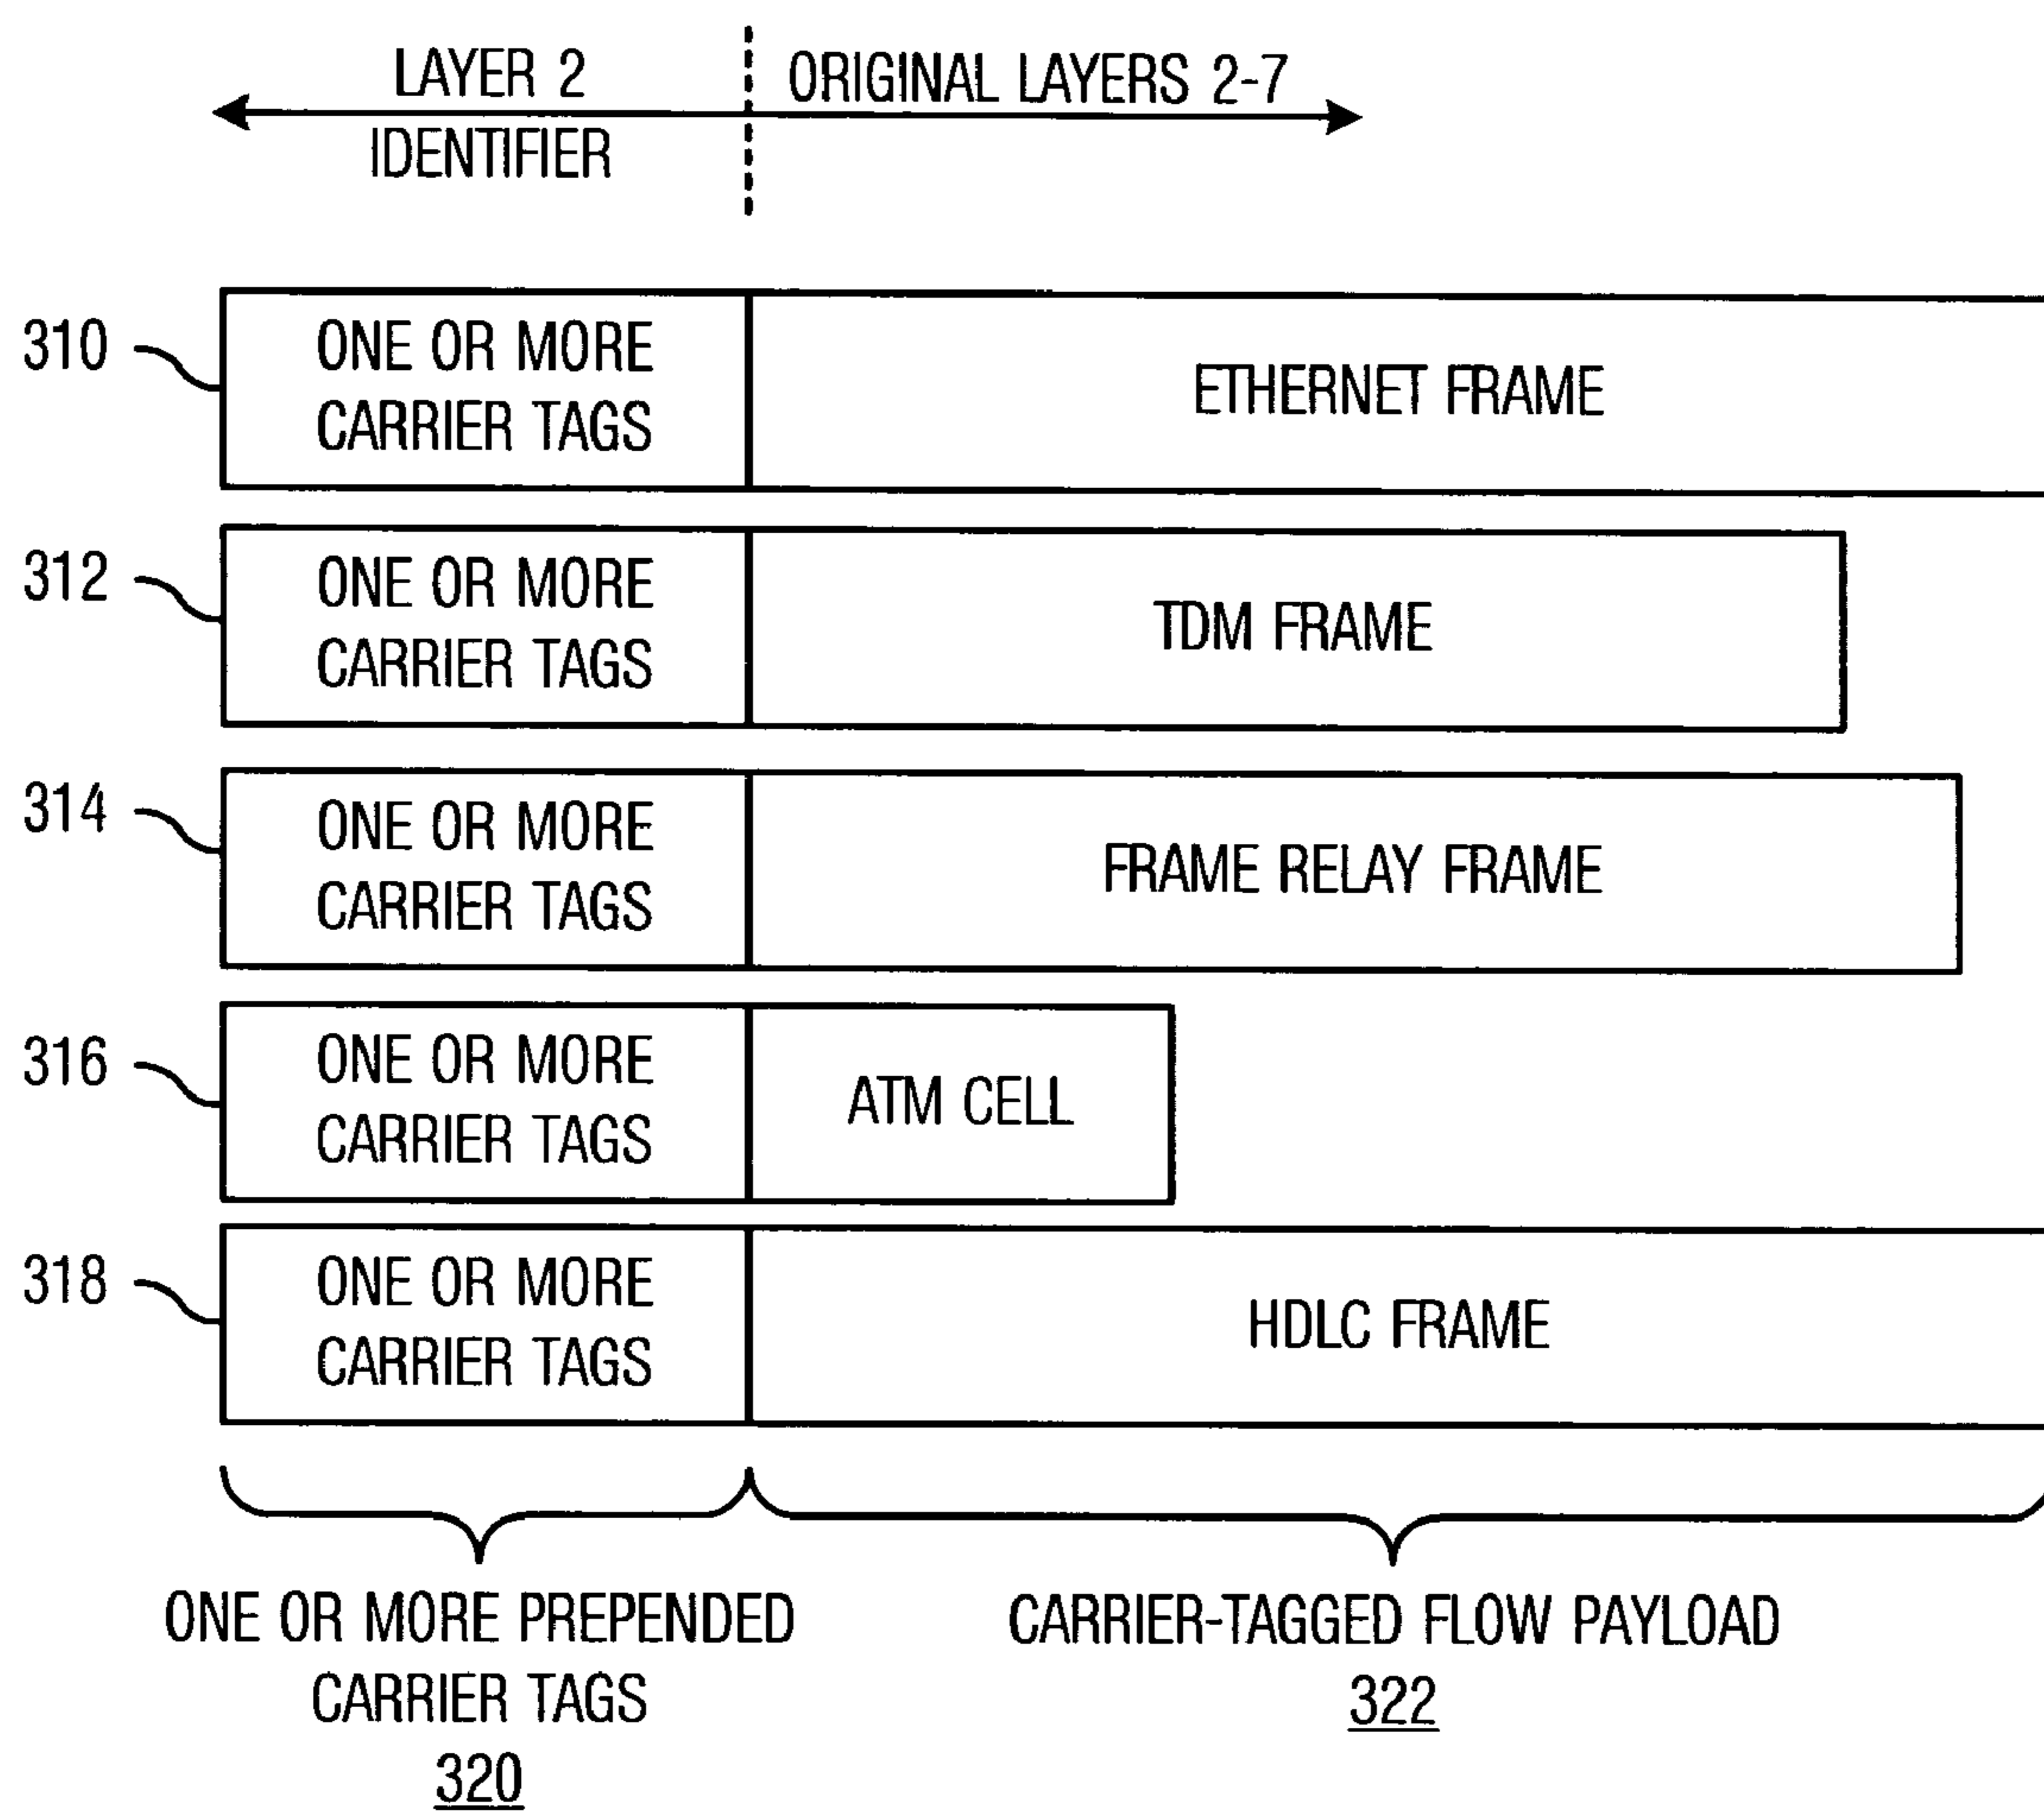 LAYER 2
IDENTIFIER
ORIGINAL LAYERS 2-7
310
ONE OR MORE
CARRIER TAGS
ETHERNET FRAME
312
ONE OR MORE
CARRIER TAGS
TDM FRAME
314
ONE OR MORE
CARRIER TAGS
FRAME RELAY FRAME
316
ONE OR MORE
CARRIER TAGS
ATM CELL
318
ONE OR MORE
CARRIER TAGS
HDLC FRAME
ONE OR MORE PREPENDED
CARRIER TAGS
320
CARRIER-TAGGED FLOW PAYLOAD
322